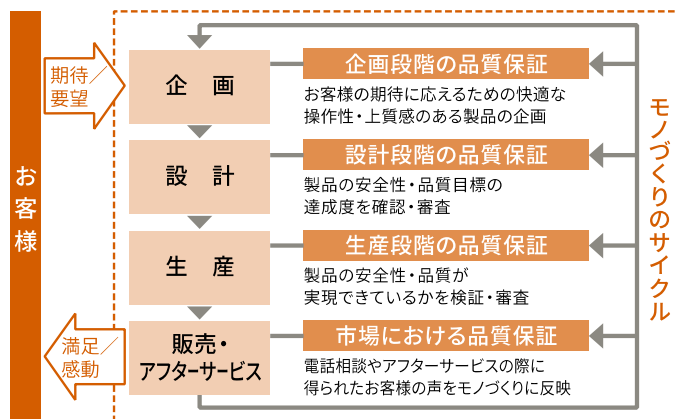 お客様
期待／
要望
企　画
企画段階の品質保証
お客様の期待に応えるための快適な
操作性・上質感のある製品の企画
設　計
設計段階の品質保証
製品の安全性・品質目標の
達成度を確認・審査
生　産
生産段階の品質保証
製品の安全性・品質が
実現できているかを検証・審査
満足／
感動
販売・
アフターサービス
市場における品質保証
電話相談やアフターサービスの際に
得られたお客様の声をモノづくりに反映
モノづくりのサイクル